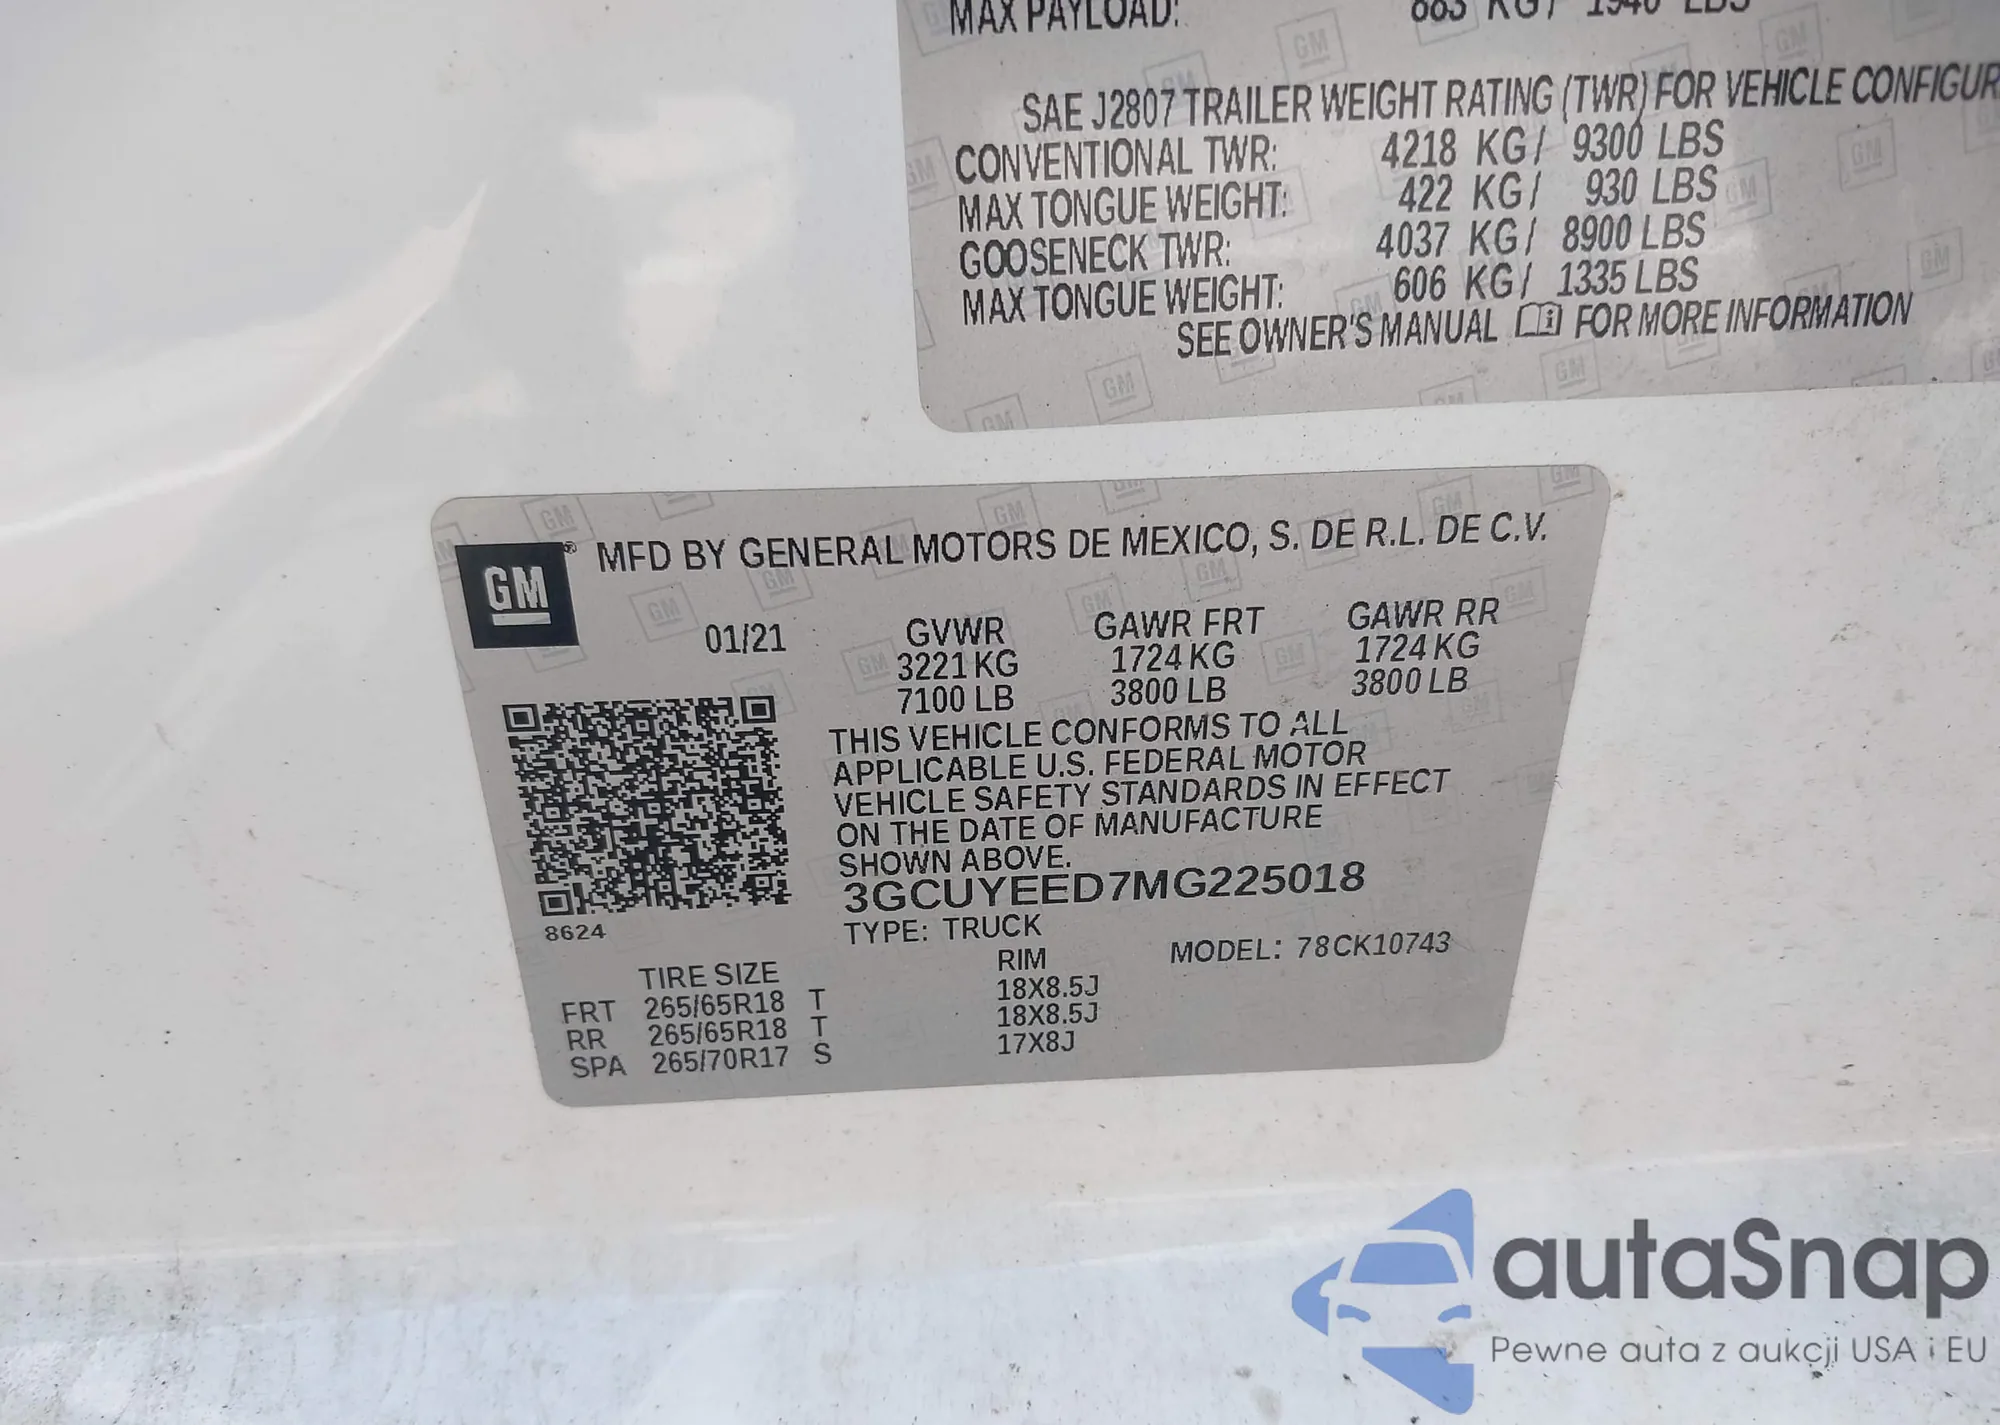 MAX PAYLOAD: 883 KG/ 1946 LBS
SAE J2807 TRAILER WEIGHT RATING (TWR) FOR VEHICLE CONFIGUR
CONVENTIONAL TWR: 4218 KG/ 9300 LBS
MAX TONGUE WEIGHT: 422 KG/ 930 LBS
GOOSENECK TWR: 4037 KG/ 8900 LBS
MAX TONGUE WEIGHT: 606 KG/ 1335 LBS
SEE OWNER'S MANUAL FOR MORE INFORMATION
GM® MFD BY GENERAL MOTORS DE MEXICO, S. DE R.L. DE C.V.
01/21 GVWR GAWR FRT GAWR RR
3221 KG 1724 KG 1724 KG
7100 LB 3800 LB 3800 LB
THIS VEHICLE CONFORMS TO ALL
APPLICABLE U.S. FEDERAL MOTOR
VEHICLE SAFETY STANDARDS IN EFFECT
ON THE DATE OF MANUFACTURE
SHOWN ABOVE.
3GCUYEED7MG225018
8624 TYPE: TRUCK MODEL: 78CK10743
TIRE SIZE RIM
FRT 265/65R18 T 18X8.5J
RR 265/65R18 T 18X8.5J
SPA 265/70R17 S 17X8J
autaSnap
Pewne auta z aukcji USA i EU